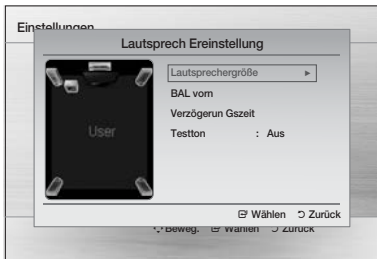 Einstellungen
Lautsprech Ereinstellung
Lautsprechergröße ►
BAL vorn
Verzögerun Gszeit
Testton : Aus
User
Wählen Zurück
Beweg. Wählen Zurück